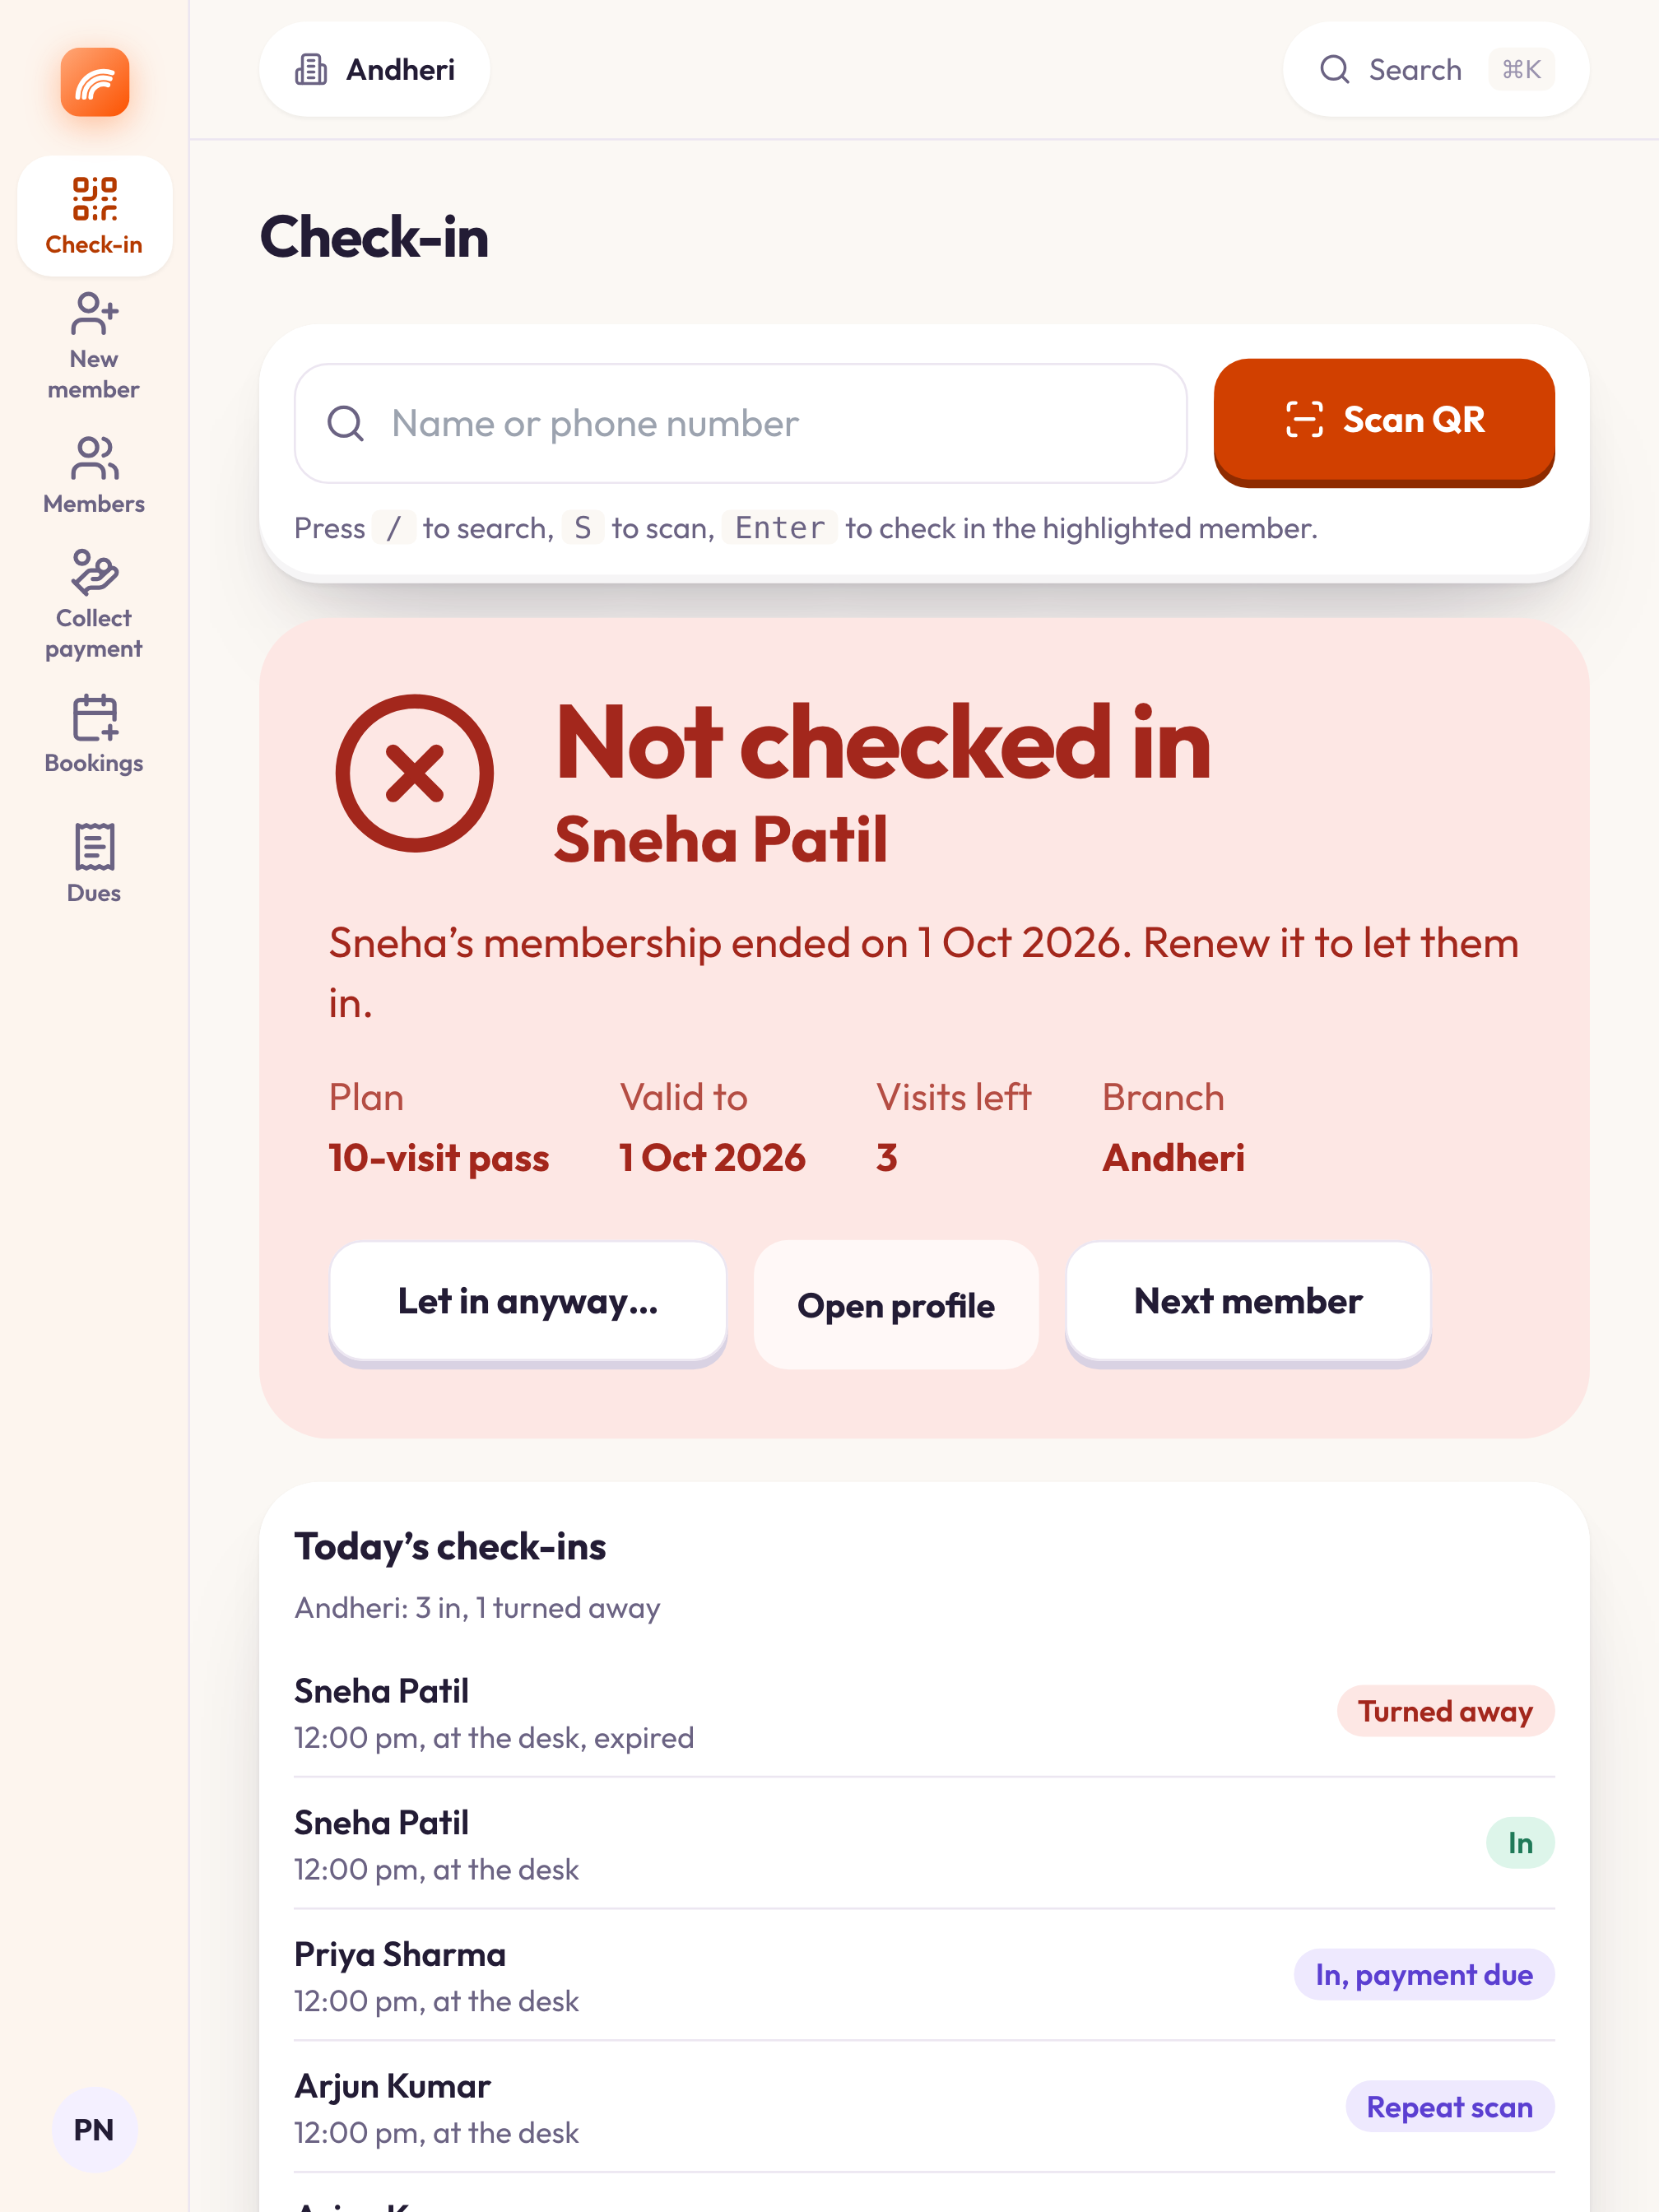 Andheri
Search ⌘K
Check-in
New
member
Members
Collect
payment
Bookings
Dues
PN
Check-in
Name or phone number
Scan QR
Press / to search, S to scan, Enter to check in the highlighted member.
Not checked in
Sneha Patil
Sneha’s membership ended on 1 Oct 2026. Renew it to let them
in.
Plan Valid to Visits left Branch
10-visit pass 1 Oct 2026 3 Andheri
Let in anyway... Open profile Next member
Today’s check-ins
Andheri: 3 in, 1 turned away
Sneha Patil
12:00 pm, at the desk, expired
Turned away
Sneha Patil
12:00 pm, at the desk
In
Priya Sharma
12:00 pm, at the desk
In, payment due
Arjun Kumar
12:00 pm, at the desk
Repeat scan